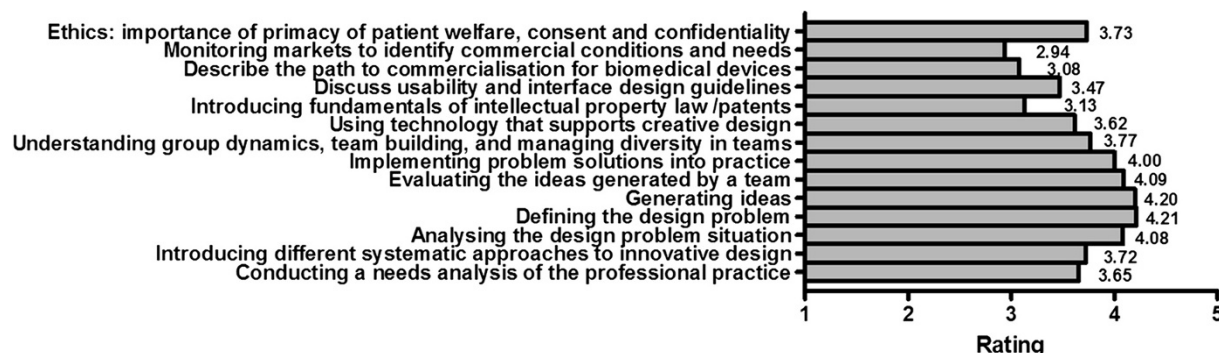 Ethics: importance of primacy of patient welfare, consent and confidentiality 3.73
Monitoring markets to identify commercial conditions and needs 2.94
Describe the path to commercialisation for biomedical devices 3.08
Discuss usability and interface design guidelines 3.47
Introducing fundamentals of intellectual property law /patents 3.13
Using technology that supports creative design 3.62
Understanding group dynamics, team building, and managing diversity in teams 3.77
Implementing problem solutions into practice 4.00
Evaluating the ideas generated by a team 4.09
Generating ideas 4.20
Defining the design problem 4.21
Analysing the design problem situation 4.08
Introducing different systematic approaches to innovative design 3.72
Conducting a needs analysis of the professional practice 3.65
1 2 3 4 5
Rating